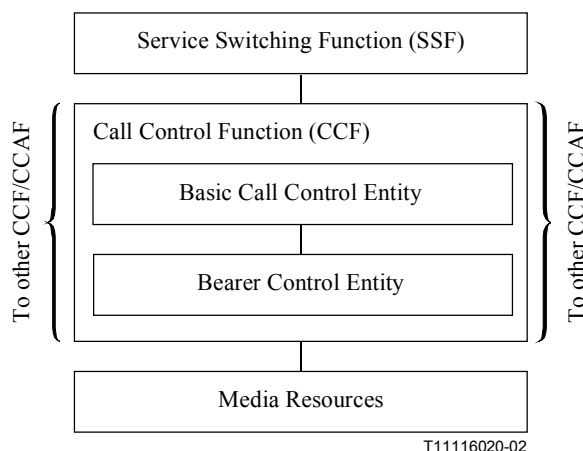 Service Switching Function (SSF)
To other CCF/CCAF
Call Control Function (CCF)
Basic Call Control Entity
Bearer Control Entity
To other CCF/CCAF
Media Resources
T11116020-02